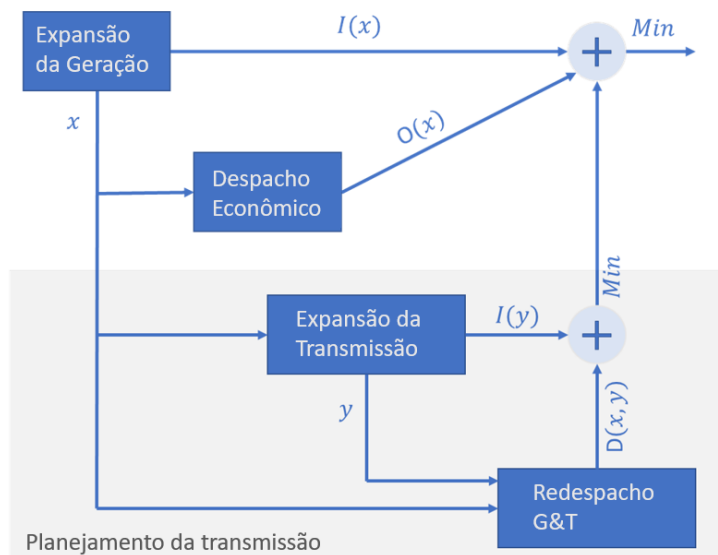 Expansão
da Geração
I(x)
Min
x
O(x)
Despacho
Econômico
Min
Expansão da
Transmissão
I(y)
y
D(x,y)
Redespacho
G&T
Planejamento da transmissão
+
+